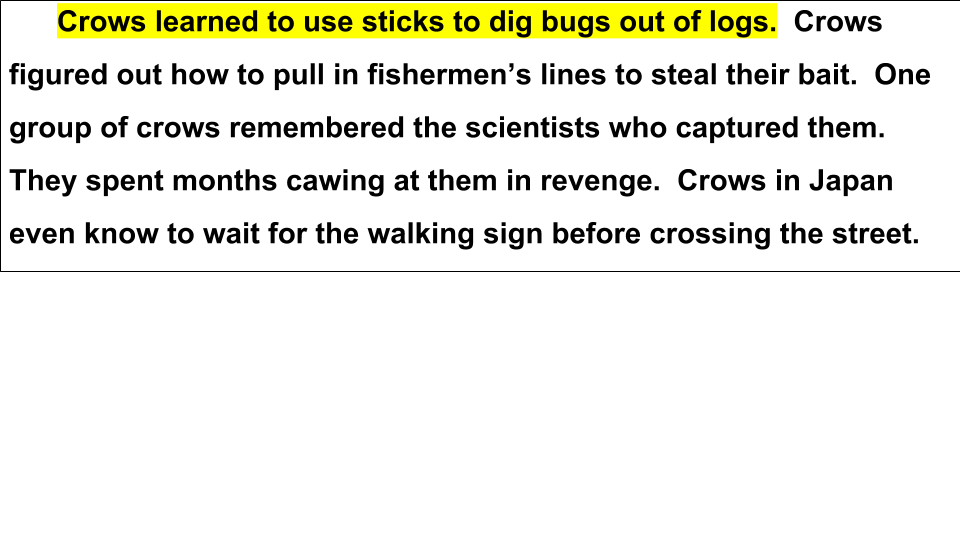 Crows learned to use sticks to dig bugs out of logs.  Crows
figured out how to pull in fishermen’s lines to steal their bait.  One
group of crows remembered the scientists who captured them.
They spent months cawing at them in revenge.  Crows in Japan
even know to wait for the walking sign before crossing the street.